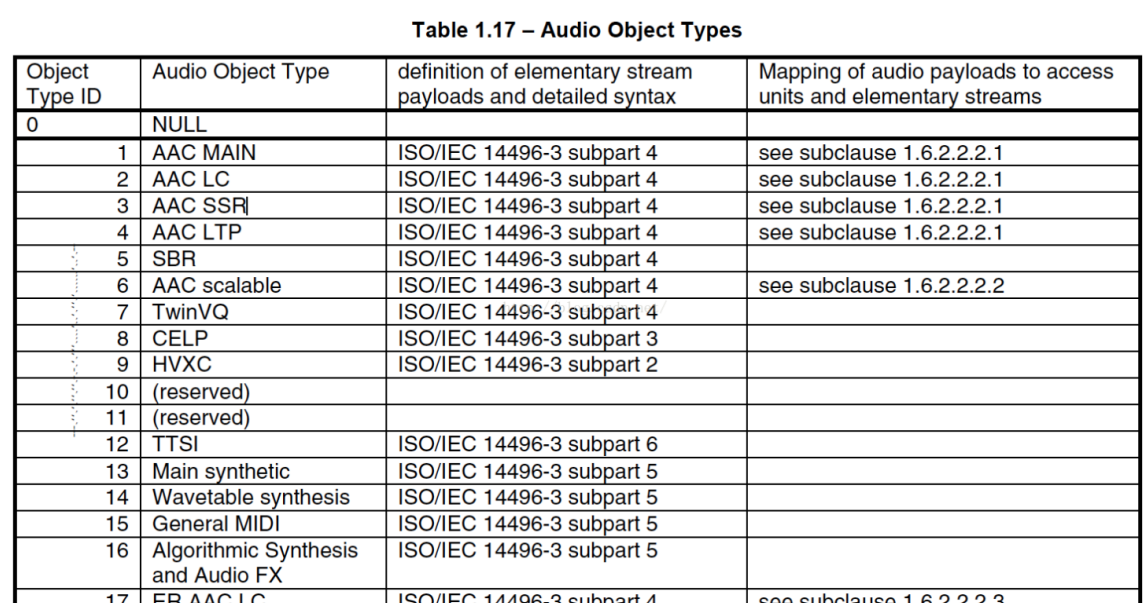 Table 1.17 – Audio Object Types
Object Type ID Audio Object Type definition of elementary stream payloads and detailed syntax Mapping of audio payloads to access units and elementary streams
0 NULL
1 AAC MAIN ISO/IEC 14496-3 subpart 4 see subclause 1.6.2.2.2.1
2 AAC LC ISO/IEC 14496-3 subpart 4 see subclause 1.6.2.2.2.1
3 AAC SSR ISO/IEC 14496-3 subpart 4 see subclause 1.6.2.2.2.1
4 AAC LTP ISO/IEC 14496-3 subpart 4 see subclause 1.6.2.2.2.1
5 SBR ISO/IEC 14496-3 subpart 4
6 AAC scalable ISO/IEC 14496-3 subpart 4 see subclause 1.6.2.2.2.2
7 TwinVQ ISO/IEC 14496-3 subpart 4
8 CELP ISO/IEC 14496-3 subpart 3
9 HVXC ISO/IEC 14496-3 subpart 2
10 (reserved)
11 (reserved)
12 TTSI ISO/IEC 14496-3 subpart 6
13 Main synthetic ISO/IEC 14496-3 subpart 5
14 Wavetable synthesis ISO/IEC 14496-3 subpart 5
15 General MIDI ISO/IEC 14496-3 subpart 5
16 Algorithmic Synthesis and Audio FX ISO/IEC 14496-3 subpart 5
17 ER AAC LC ISO/IEC 14496-3 subpart 4 see subclause 1.6.2.2.2.3